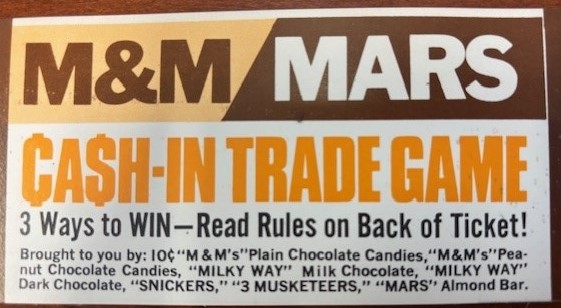 M&M MARS
¢A$H-IN TRADE GAME
3 Ways to WIN—Read Rules on Back of Ticket!
Brought to you by: 10¢ "M&M's" Plain Chocolate Candies, "M&M's" Pea-
nut Chocolate Candies, "MILKY WAY" Milk Chocolate, "MILKY WAY"
Dark Chocolate, "SNICKERS," "3 MUSKETEERS," "MARS" Almond Bar.